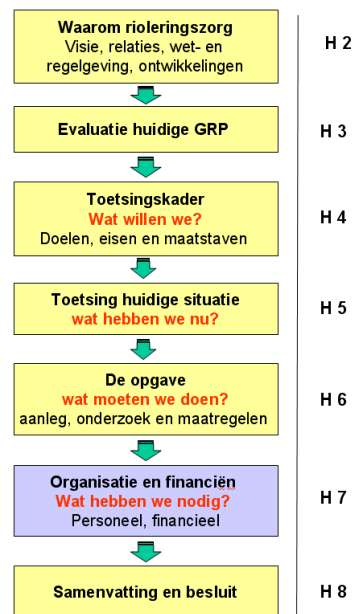 Waarom rioleringszorg
Visie, relaties, wet- en
regelgeving, ontwikkelingen
H 2
Evaluatie huidige GRP
H 3
Toetsingskader
Wat willen we?
Doelen, eisen en maatstaven
H 4
Toetsing huidige situatie
wat hebben we nu?
H 5
De opgave
wat moeten we doen?
aanleg, onderzoek en maatregelen
H 6
Organisatie en financiën
Wat hebben we nodig?
Personeel, financieel
H 7
Samenvatting en besluit
H 8